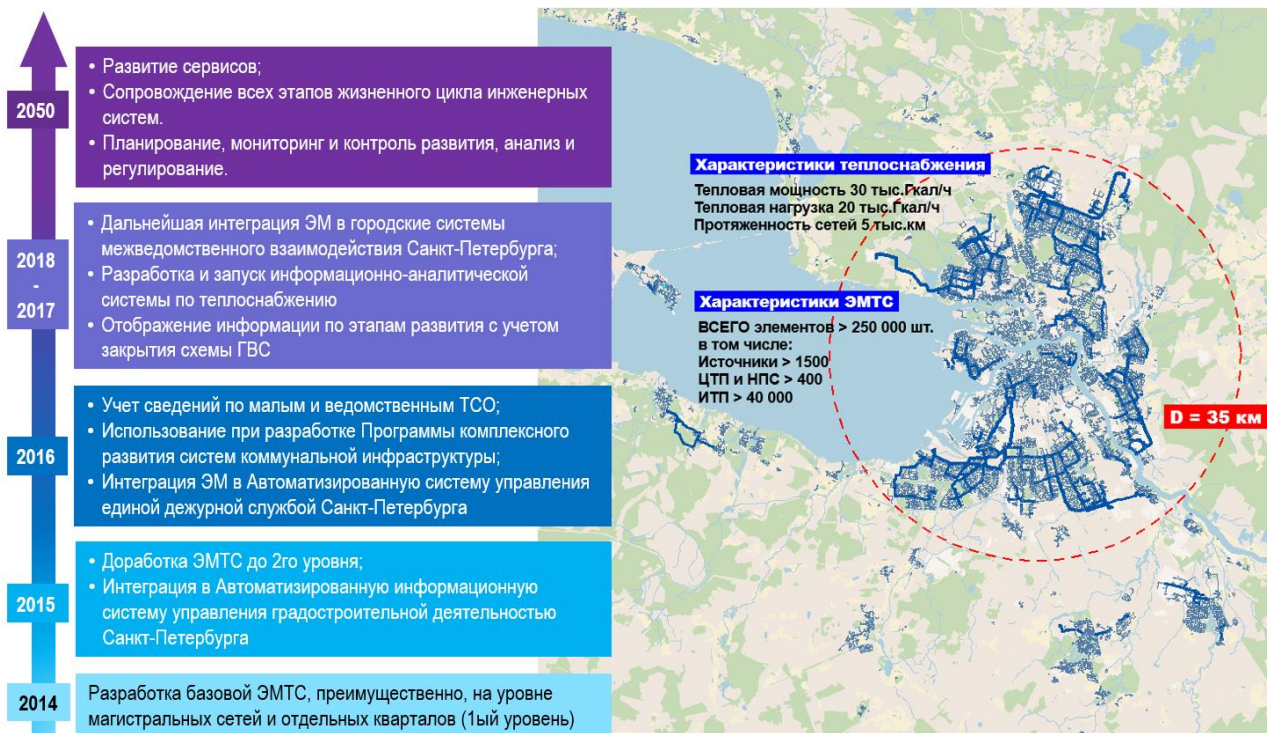 2050
• Развитие сервисов;
• Сопровождение всех этапов жизненного цикла инженерных
систем.
• Планирование, мониторинг и контроль развития, анализ и
регулирование.
2018
-
2017
• Дальнейшая интеграция ЭМ в городские системы
межведомственного взаимодействия Санкт-Петербурга;
• Разработка и запуск информационно-аналитической
системы по теплоснабжению
• Отображение информации по этапам развития с учетом
закрытия схемы ГВС
2016
• Учет сведений по малым и ведомственным ТСО;
• Использование при разработке Программы комплексного
развития систем коммунальной инфраструктуры;
• Интеграция ЭМ в Автоматизированную систему управления
единой дежурной службой Санкт-Петербурга
2015
• Доработка ЭМТС до 2го уровня;
• Интеграция в Автоматизированную информационную
систему управления градостроительной деятельностью
Санкт-Петербурга
2014
Разработка базовой ЭМТС, преимущественно, на уровне
магистральных сетей и отдельных кварталов (1ый уровень)
Характеристики теплоснабжения
Тепловая мощность 30 тыс.Гкал/ч
Тепловая нагрузка 20 тыс.Гкал/ч
Протяженность сетей 5 тыс.км
Характеристики ЭМТС
ВСЕГО элементов > 250 000 шт.
в том числе:
Источники > 1500
ЦТП и НПС > 400
ИТП > 40 000
D = 35 км